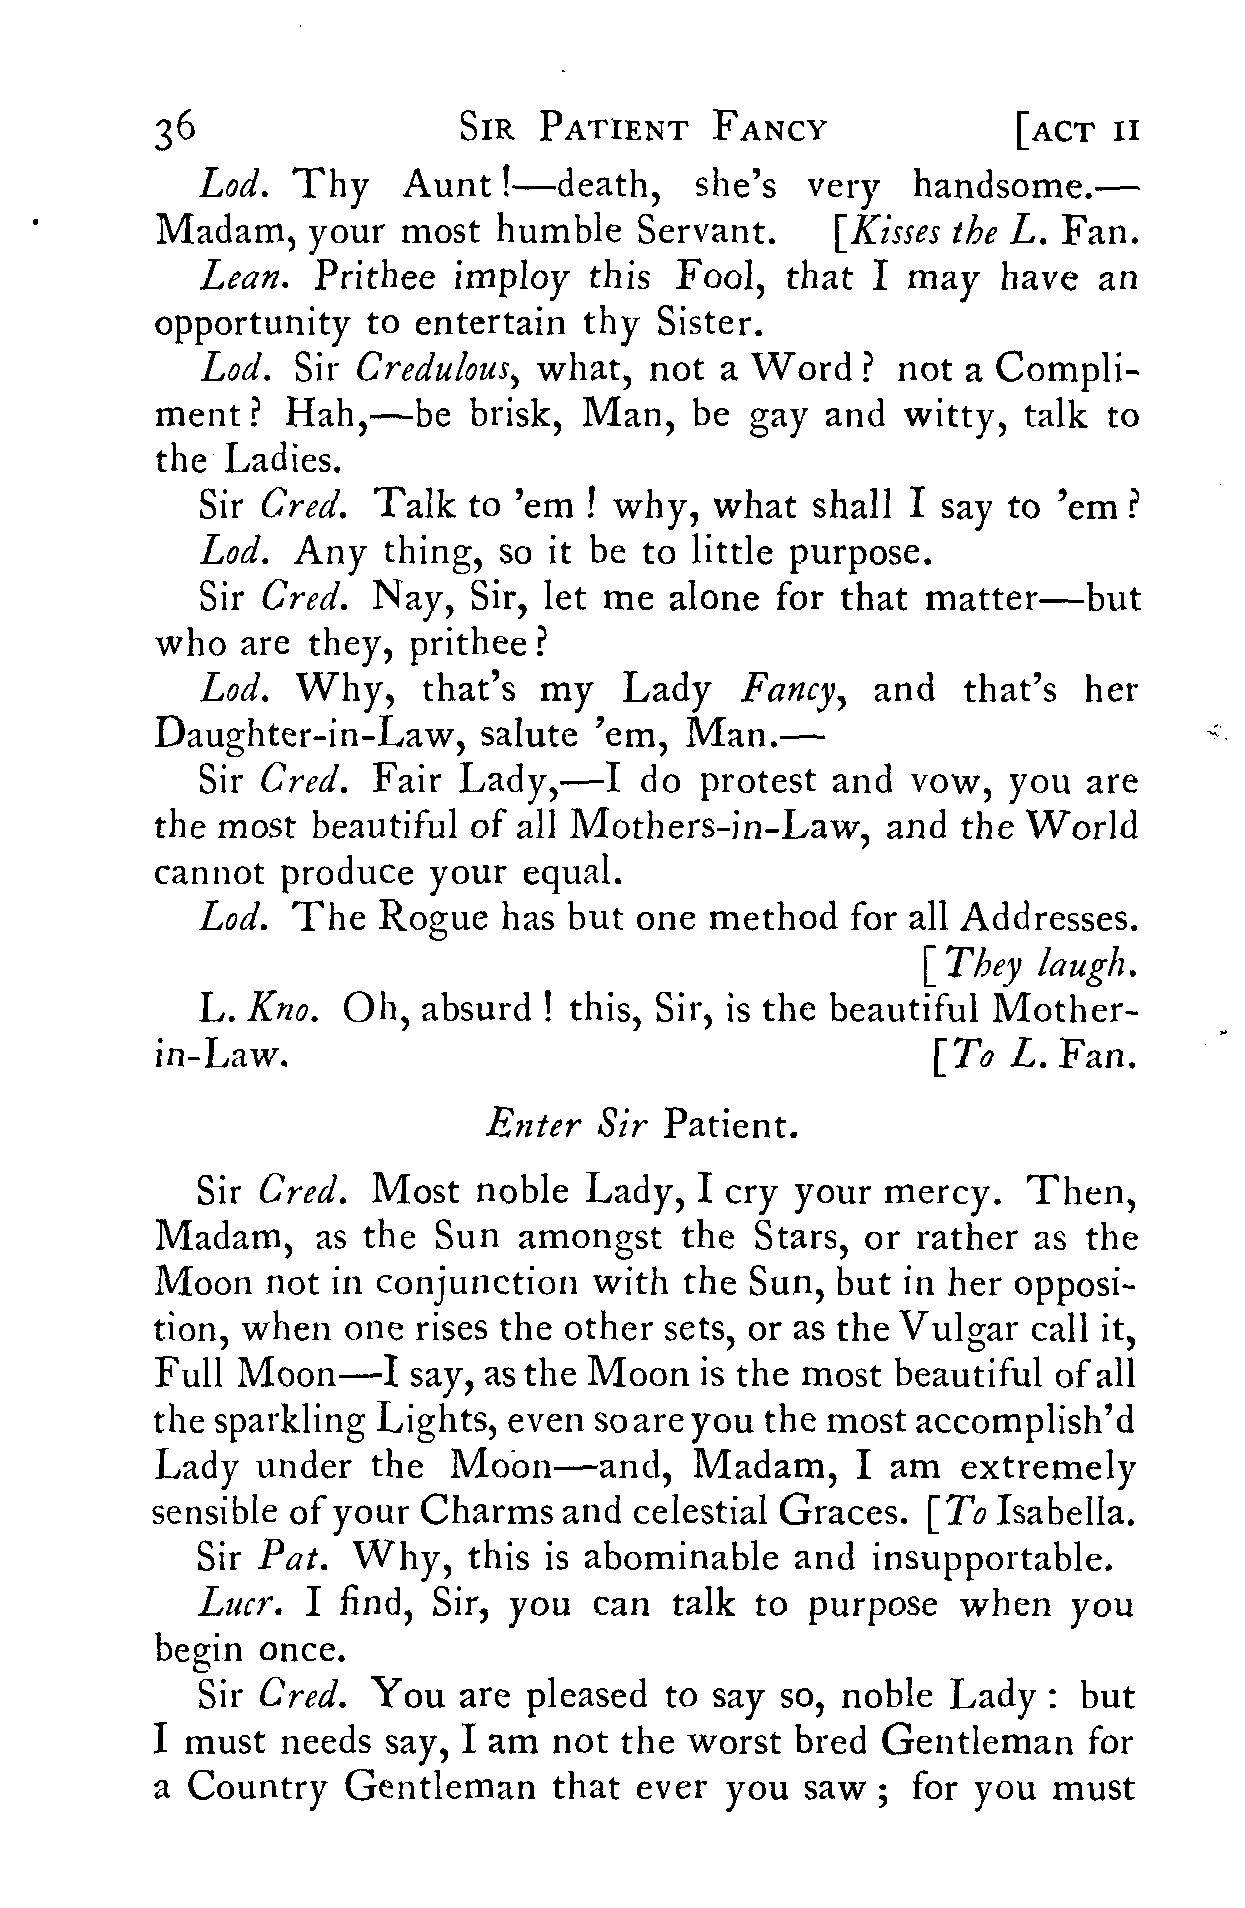 36 SIR PATIENT FANCY [ACT II
Lod. Thy Aunt!—death, she's very handsome.—
Madam, your most humble Servant. [Kisses the L. Fan.
Lean. Prithee imploy this Fool, that I may have an
opportunity to entertain thy Sister.
Lod. Sir Credulous, what, not a Word? not a Compli-
ment? Hah,—be brisk, Man, be gay and witty, talk to
the Ladies.
Sir Cred. Talk to 'em! why, what shall I say to 'em?
Lod. Any thing, so it be to little purpose.
Sir Cred. Nay, Sir, let me alone for that matter—but
who are they, prithee?
Lod. Why, that's my Lady Fancy, and that's her
Daughter-in-Law, salute 'em, Man.—
Sir Cred. Fair Lady,—I do protest and vow, you are
the most beautiful of all Mothers-in-Law, and the World
cannot produce your equal.
Lod. The Rogue has but one method for all Addresses.
[They laugh.
L. Kno. Oh, absurd! this, Sir, is the beautiful Mother-
in-Law. [To L. Fan.
Enter Sir Patient.
Sir Cred. Most noble Lady, I cry your mercy. Then,
Madam, as the Sun amongst the Stars, or rather as the
Moon not in conjunction with the Sun, but in her opposi-
tion, when one rises the other sets, or as the Vulgar call it,
Full Moon—I say, as the Moon is the most beautiful of all
the sparkling Lights, even so are you the most accomplish'd
Lady under the Moon—and, Madam, I am extremely
sensible of your Charms and celestial Graces. [To Isabella.
Sir Pat. Why, this is abominable and insupportable.
Lucr. I find, Sir, you can talk to purpose when you
begin once.
Sir Cred. You are pleased to say so, noble Lady: but
I must needs say, I am not the worst bred Gentleman for
a Country Gentleman that ever you saw; for you must